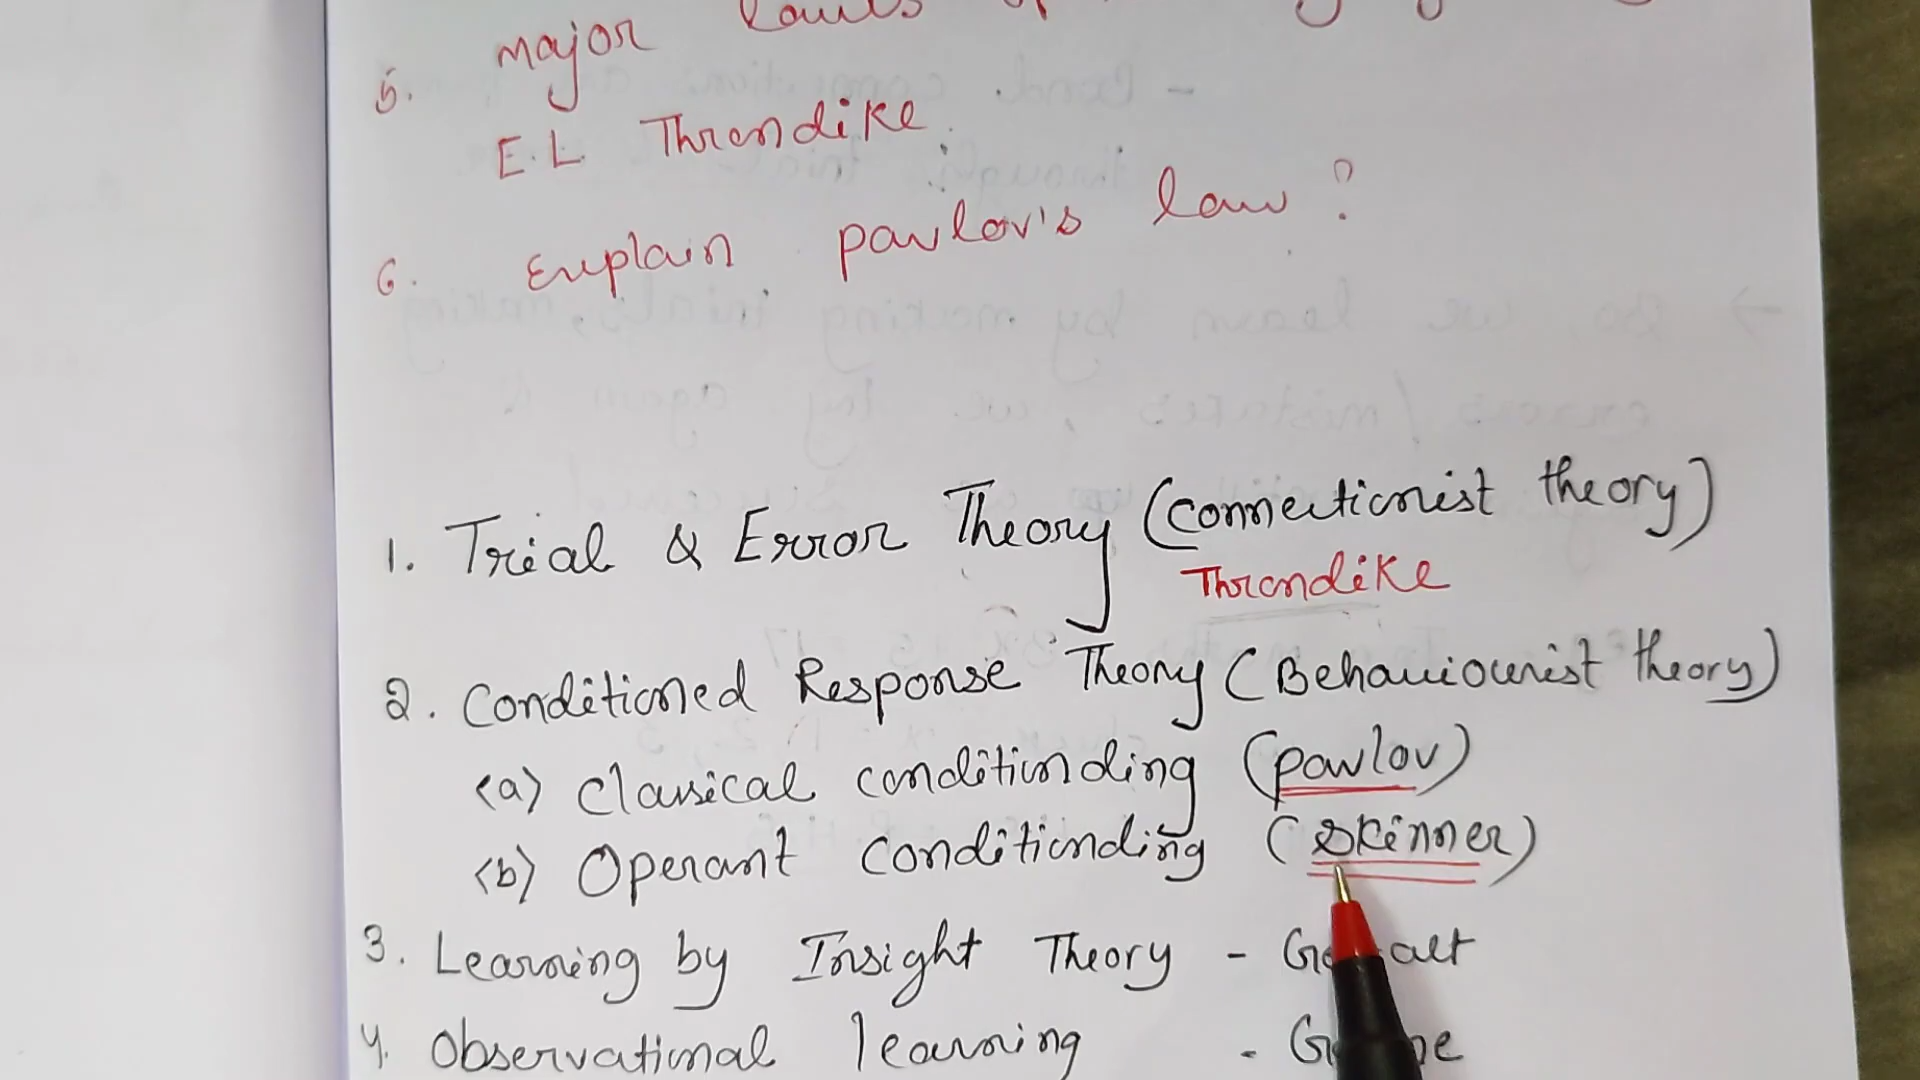 5. major laws
E.L. Throndike.
6. Explain pavlov's law?
1. Trial & Error Theory (Connectionist theory)
Throndike
2. Conditioned Response Theory (Behaviourist theory)
(a) Classical conditionding (pavlov)
(b) Operant conditionding (Skinner)
3. Learning by Insight Theory -
4. Observational learning -